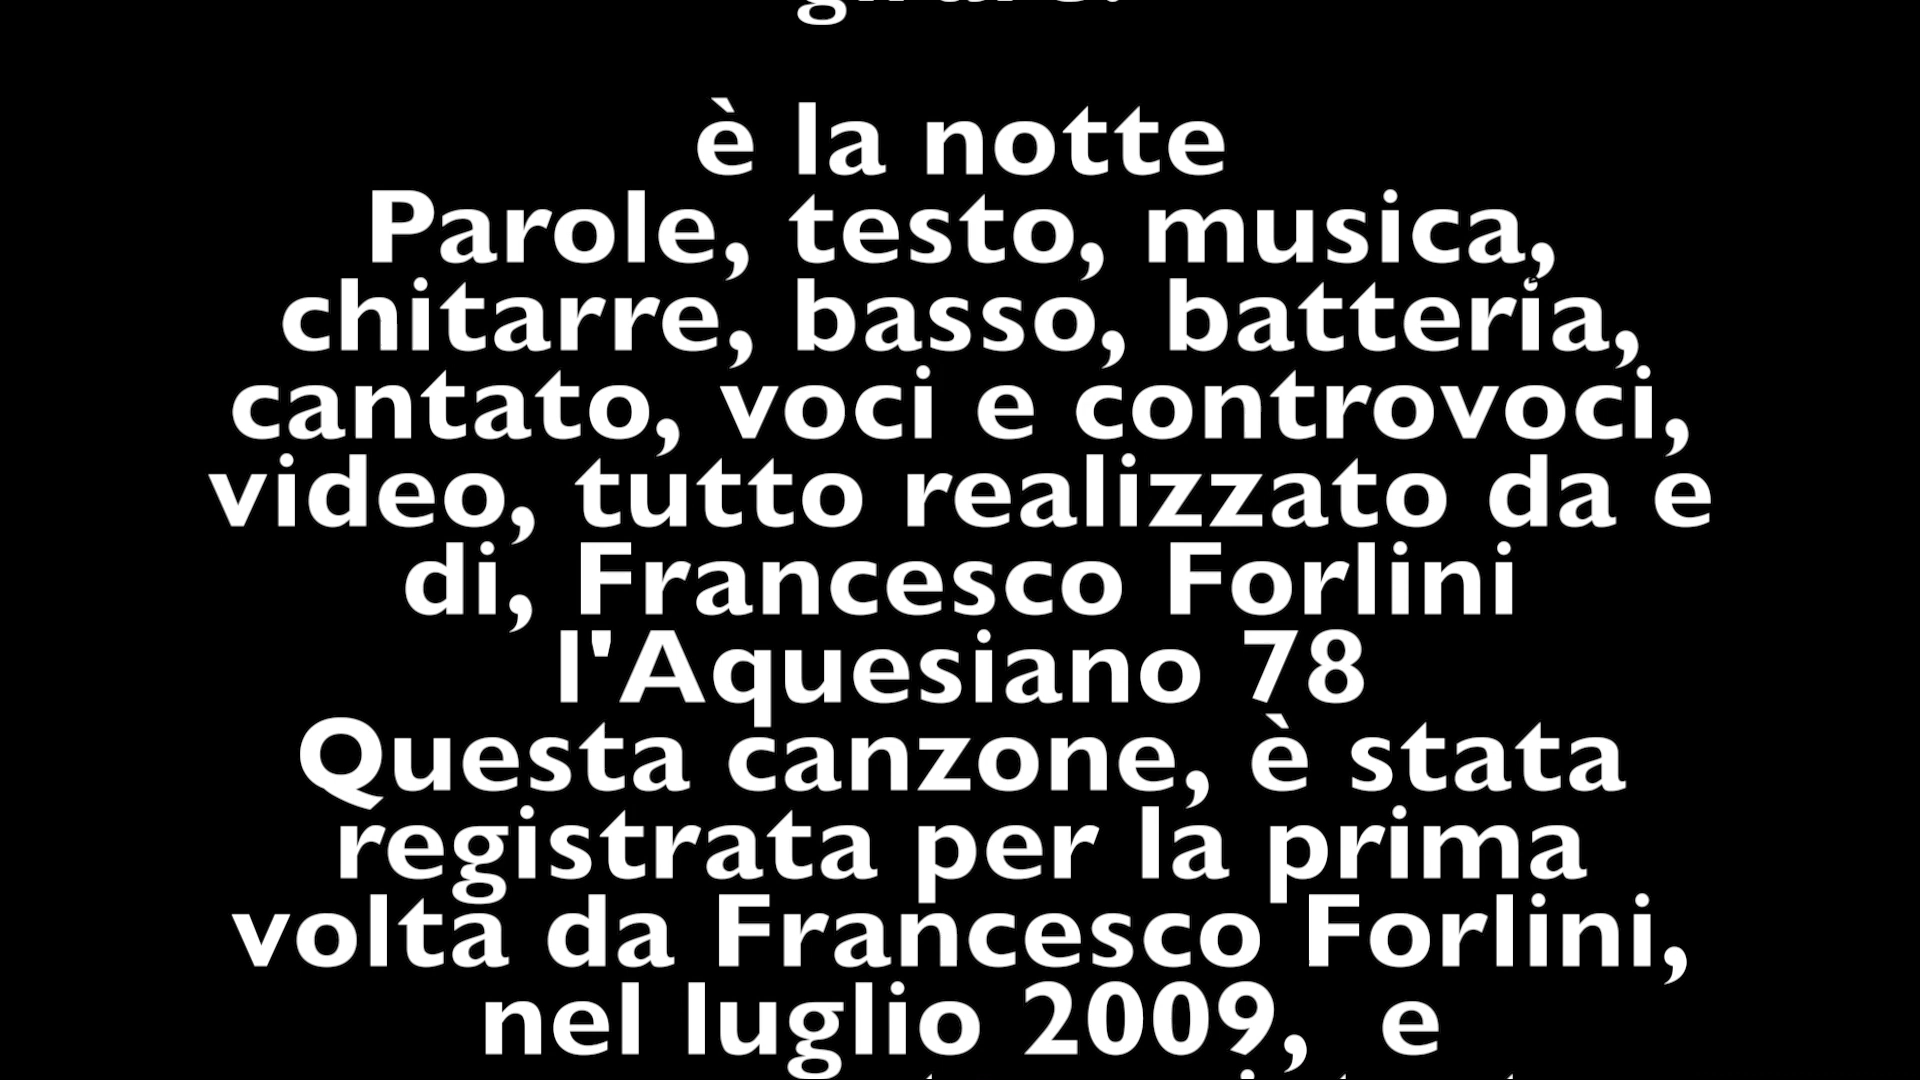 è la notte
Parole, testo, musica,
chitarre, basso, batteria,
cantato, voci e controvoci,
video, tutto realizzato da e
di, Francesco Forlini
l'Aquesiano 78
Questa canzone, è stata
registrata per la prima
volta da Francesco Forlini,
nel luglio 2009,  e